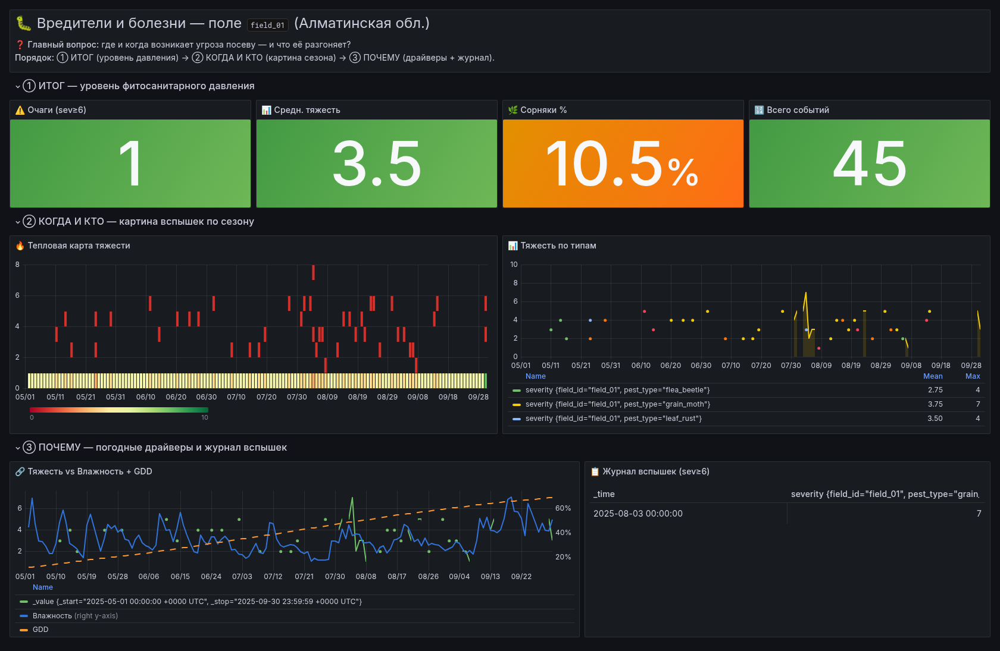 🐛 Вредители и болезни — поле field_01 (Алматинская обл.)
❓ Главный вопрос: где и когда возникает угроза посеву — и что её разгоняет?
Порядок: ① ИТОГ (уровень давления) → ② КОГДА И КТО (картина сезона) → ③ ПОЧЕМУ (драйверы + журнал).
① ИТОГ — уровень фитосанитарного давления
⚠️ Очаги (sev≥6)
1
📊 Средн. тяжесть
3.5
🌿 Сорняки %
10.5%
🔢 Всего событий
45
② КОГДА И КТО — картина вспышек по сезону
🔥 Тепловая карта тяжести
8
6
4
2
0
05/01 05/11 05/21 05/31 06/10 06/20 06/30 07/10 07/20 07/30 08/09 08/19 08/29 09/08 09/18 09/28
0 10
📊 Тяжесть по типам
10
8
6
4
2
0
05/01 05/11 05/21 05/31 06/10 06/20 06/30 07/10 07/20 07/30 08/09 08/19 08/29 09/08 09/18 09/28
Name Mean Max
severity {field_id="field_01", pest_type="flea_beetle"} 2.75 4
severity {field_id="field_01", pest_type="grain_moth"} 3.75 7
severity {field_id="field_01", pest_type="leaf_rust"} 3.50 4
③ ПОЧЕМУ — погодные драйверы и журнал вспышек
🔗 Тяжесть vs Влажность + GDD
6
4
2
60%
40%
20%
05/01 05/10 05/19 05/28 06/06 06/15 06/24 07/03 07/12 07/21 07/30 08/08 08/17 08/26 09/04 09/13 09/22
Name
_value {_start="2025-05-01 00:00:00 +0000 UTC", _stop="2025-09-30 23:59:59 +0000 UTC"}
Влажность (right y-axis)
GDD
📋 Журнал вспышек (sev≥6)
_time severity {field_id="field_01", pest_type="grain_
2025-08-03 00:00:00 7